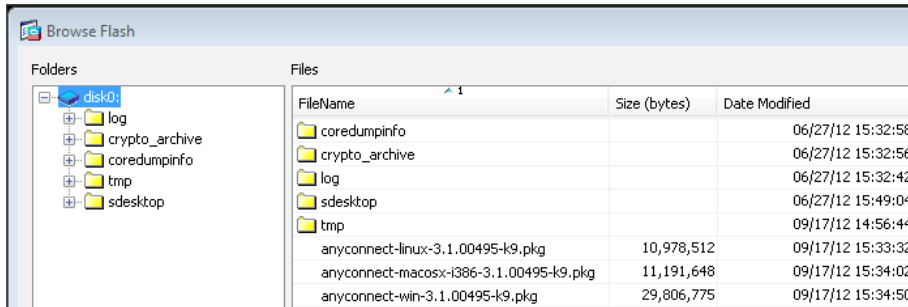 Browse Flash
Folders
Files
disk0:
log
crypto_archive
coredumpinfo
tmp
sdesktop
1
FileName Size (bytes) Date Modified
coredumpinfo 06/27/12 15:32:58
crypto_archive 06/27/12 15:32:56
log 06/27/12 15:32:42
sdesktop 06/27/12 15:49:04
tmp 09/17/12 14:56:44
anyconnect-linux-3.1.00495-k9.pkg 10,978,512 09/17/12 15:33:32
anyconnect-macosx-i386-3.1.00495-k9.pkg 11,191,648 09/17/12 15:34:02
anyconnect-win-3.1.00495-k9.pkg 29,806,775 09/17/12 15:34:50